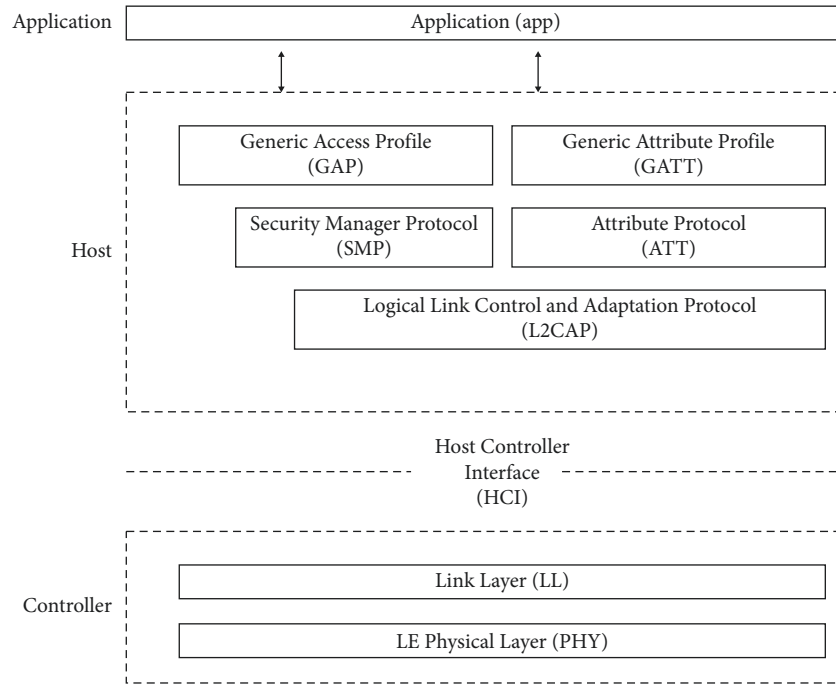 Application
Application (app)
Generic Access Profile
(GAP)
Generic Attribute Profile
(GATT)
Host
Security Manager Protocol
(SMP)
Attribute Protocol
(ATT)
Logical Link Control and Adaptation Protocol
(L2CAP)
Host Controller
Interface
(HCI)
Controller
Link Layer (LL)
LE Physical Layer (PHY)